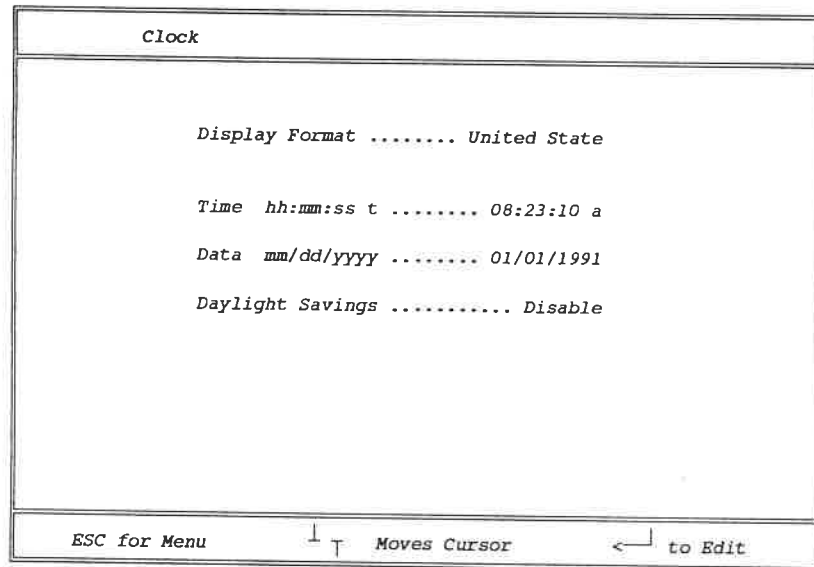 Clock
Display Format ........ United State
Time hh:mm:ss t ........ 08:23:10 a
Data mm/dd/yyyy ........ 01/01/1991
Daylight Savings ........... Disable
ESC for Menu ┴ ┬ Moves Cursor <─┘ to Edit